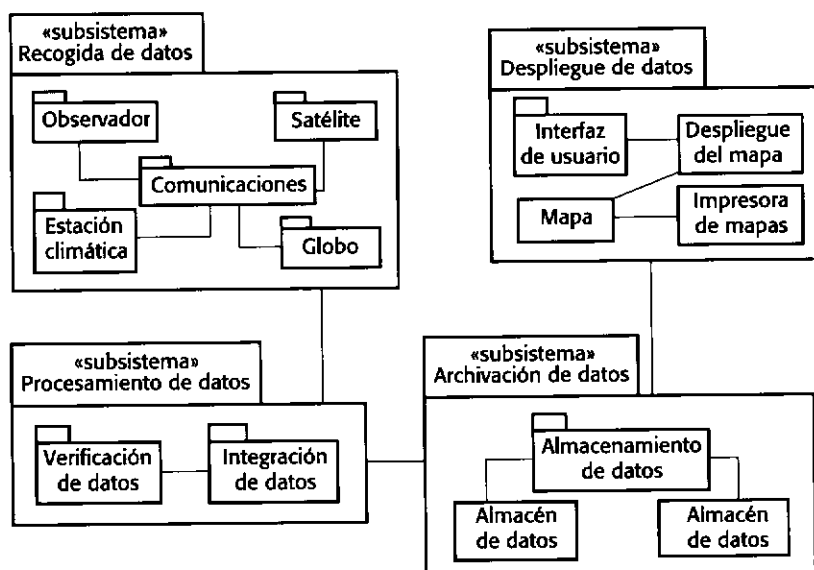 «subsistema»
Recogida de datos
Observador
Satélite
Comunicaciones
Estación
climática
Globo
«subsistema»
Despliegue de datos
Interfaz
de usuario
Despliegue
del mapa
Mapa
Impresora
de mapas
«subsistema»
Procesamiento de datos
Verificación
de datos
Integración
de datos
«subsistema»
Archivación de datos
Almacenamiento
de datos
Almacén
de datos
Almacén
de datos